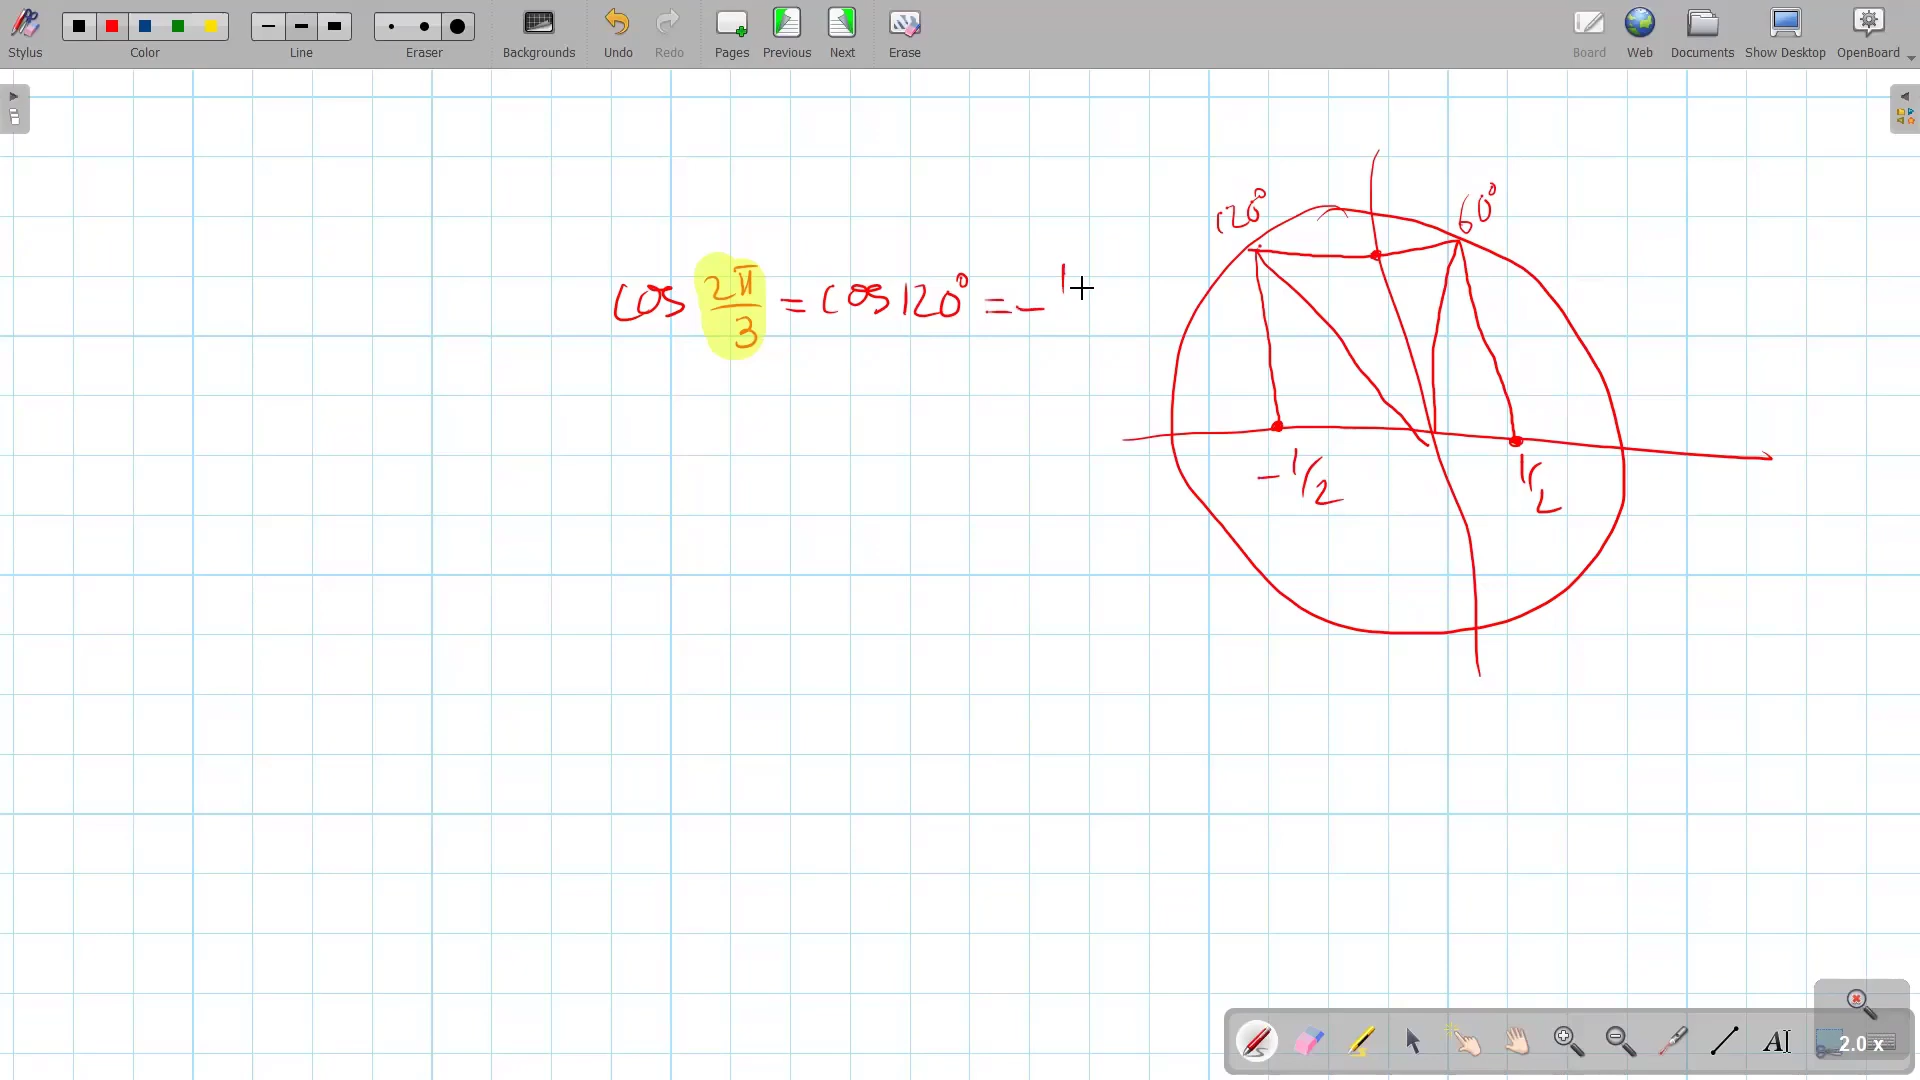 Stylus Color Line Eraser Backgrounds Undo Redo Pages Previous Next Erase Board Web Documents Show Desktop OpenBoard
120° 60°
cos 2π/3 = cos 120° = - 1
-1/2 1/2
AI 2.0 x